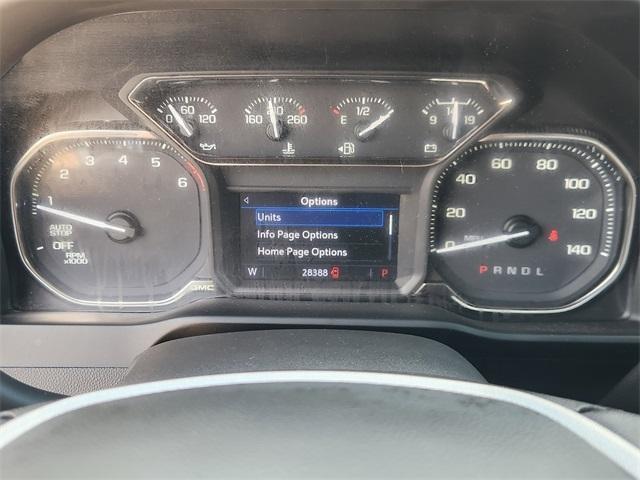 60
0 120
210
160 260
1/2
E
14
9 19
1 2 3 4 5 6
AUTO
STOP
OFF
RPM
x1000
GMC
Options
Units
Info Page Options
Home Page Options
W 28388 P
0 20 40 60 80 100 120 140
MPH
P R N D L